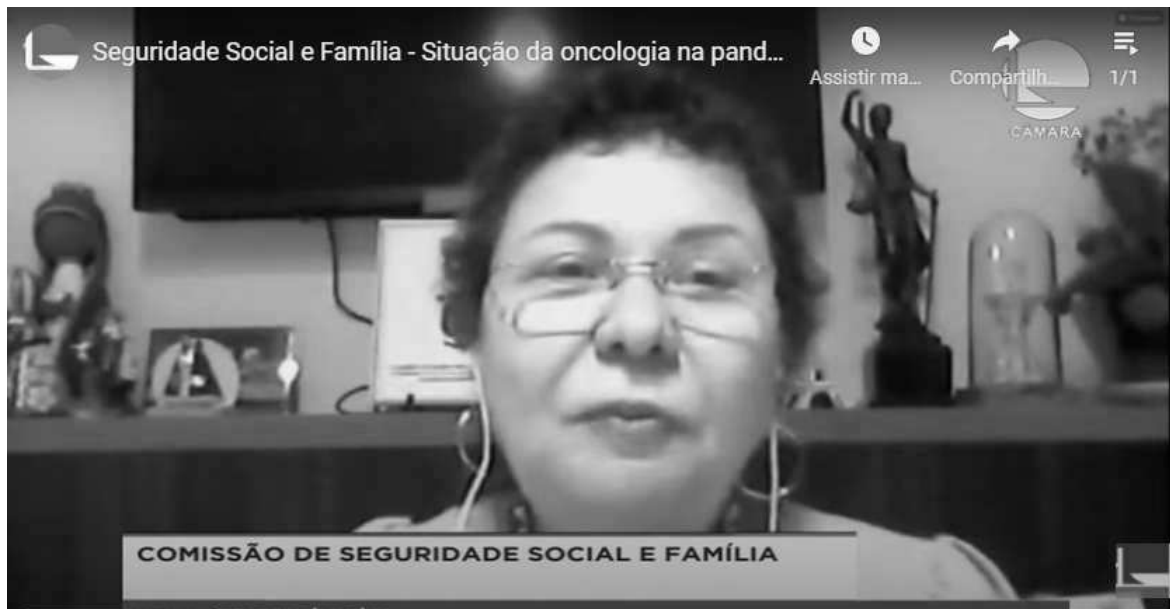 Seguridade Social e Família - Situação da oncologia na pand...
Assistir ma...
Compartilh...
1/1
CAMARA
COMISSÃO DE SEGURIDADE SOCIAL E FAMÍLIA